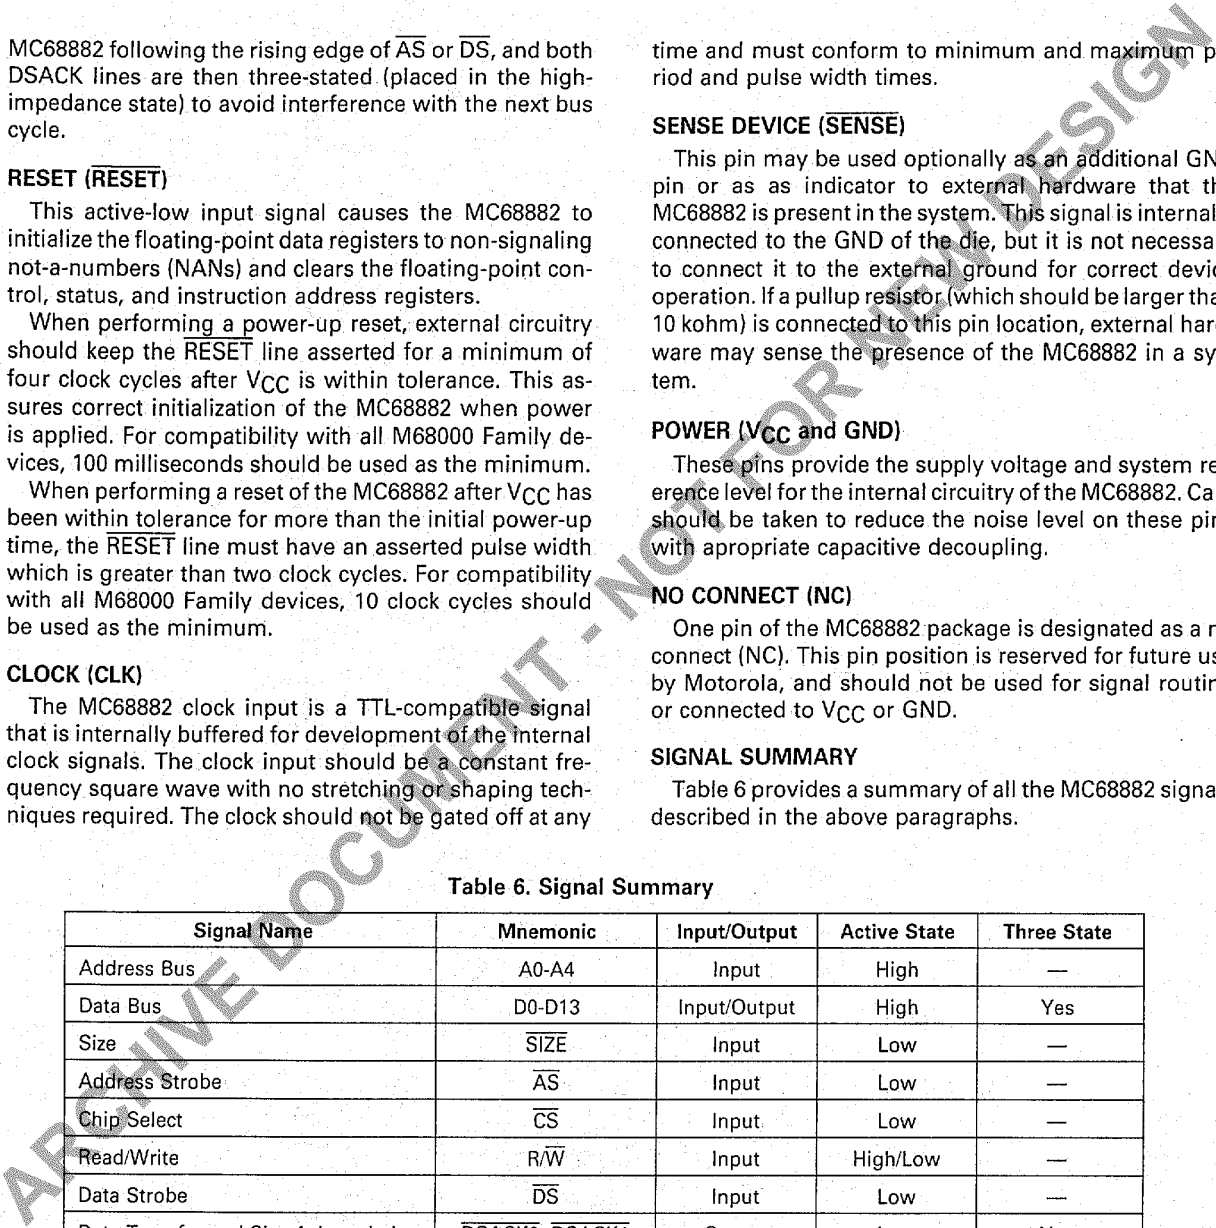 MC68882 following the rising edge of AS or DS, and both
DSACK lines are then three-stated (placed in the high-
impedance state) to avoid interference with the next bus
cycle.
RESET (RESET)
This active-low input signal causes the MC68882 to
initialize the floating-point data registers to non-signaling
not-a-numbers (NANs) and clears the floating-point con-
trol, status, and instruction address registers.
When performing a power-up reset, external circuitry
should keep the RESET line asserted for a minimum of
four clock cycles after VCC is within tolerance. This as-
sures correct initialization of the MC68882 when power
is applied. For compatibility with all M68000 Family de-
vices, 100 milliseconds should be used as the minimum.
When performing a reset of the MC68882 after VCC has
been within tolerance for more than the initial power-up
time, the RESET line must have an asserted pulse width
which is greater than two clock cycles. For compatibility
with all M68000 Family devices, 10 clock cycles should
be used as the minimum.
CLOCK (CLK)
The MC68882 clock input is a TTL-compatible signal
that is internally buffered for development of the internal
clock signals. The clock input should be a constant fre-
quency square wave with no stretching or shaping tech-
niques required. The clock should not be gated off at any
time and must conform to minimum and maximum p
riod and pulse width times.
SENSE DEVICE (SENSE)
This pin may be used optionally as an additional GN
pin or as as indicator to external hardware that th
MC68882 is present in the system. This signal is internal
connected to the GND of the die, but it is not necessa
to connect it to the external ground for correct devic
operation. If a pullup resistor (which should be larger tha
10 kohm) is connected to this pin location, external har
ware may sense the presence of the MC68882 in a sy
tem.
POWER (VCC and GND)
These pins provide the supply voltage and system re
erence level for the internal circuitry of the MC68882. Ca
should be taken to reduce the noise level on these pin
with apropriate capacitive decoupling.
NO CONNECT (NC)
One pin of the MC68882 package is designated as a n
connect (NC). This pin position is reserved for future us
by Motorola, and should not be used for signal routin
or connected to VCC or GND.
SIGNAL SUMMARY
Table 6 provides a summary of all the MC68882 signa
described in the above paragraphs.
Table 6. Signal Summary
Signal Name Mnemonic Input/Output Active State Three State
Address Bus A0-A4 Input High —
Data Bus D0-D13 Input/Output High Yes
Size SIZE Input Low —
Address Strobe AS Input Low —
Chip Select CS Input Low —
Read/Write R/W Input High/Low —
Data Strobe DS Input Low —
ARCHIVE DOCUMENT - NOT FOR NEW DESIGN